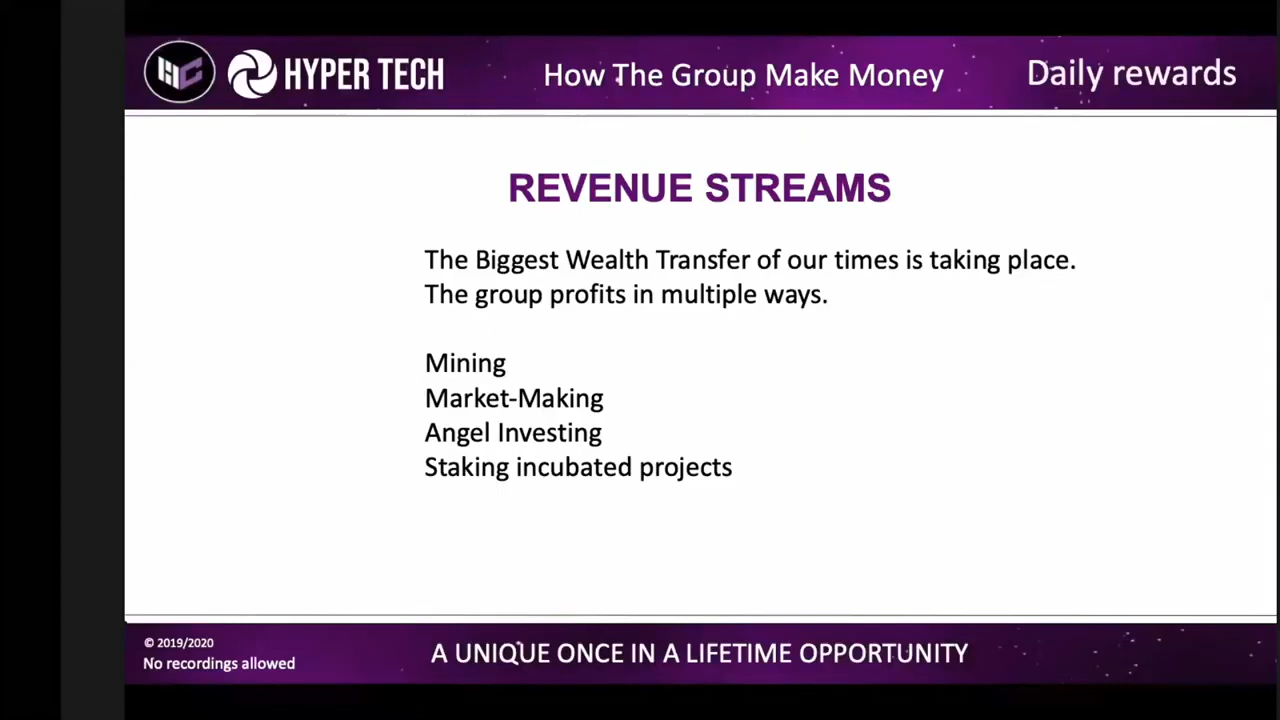 HC HYPER TECH
How The Group Make Money
Daily rewards
REVENUE STREAMS
The Biggest Wealth Transfer of our times is taking place.
The group profits in multiple ways.
Mining
Market-Making
Angel Investing
Staking incubated projects
© 2019/2020
No recordings allowed
A UNIQUE ONCE IN A LIFETIME OPPORTUNITY